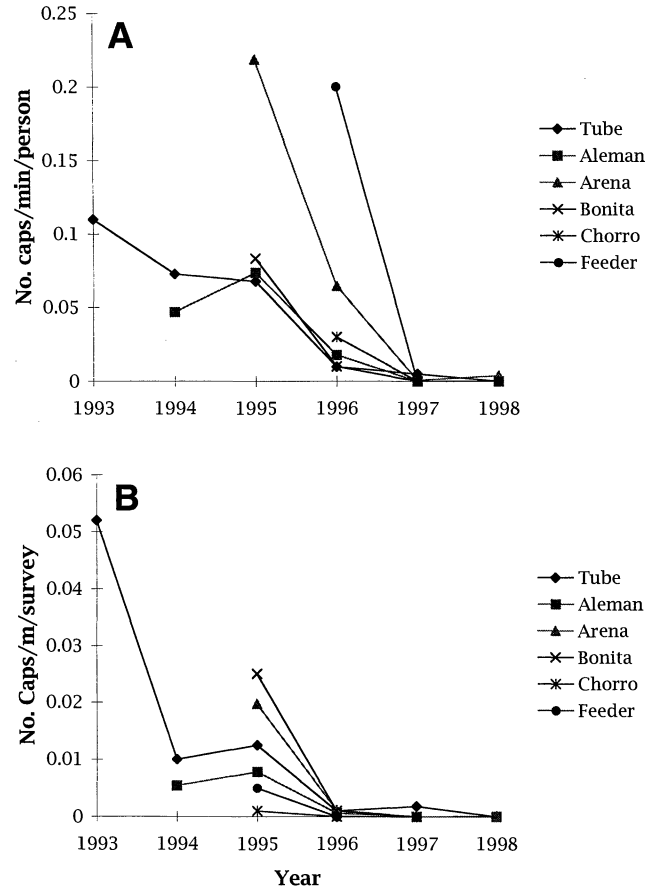 A
No. caps/min/person
0.25
0.2
0.15
0.1
0.05
0
1993 1994 1995 1996 1997 1998
Tube
Aleman
Arena
Bonita
Chorro
Feeder
B
No. Caps/m/survey
0.06
0.05
0.04
0.03
0.02
0.01
0
1993 1994 1995 1996 1997 1998
Year
Tube
Aleman
Arena
Bonita
Chorro
Feeder